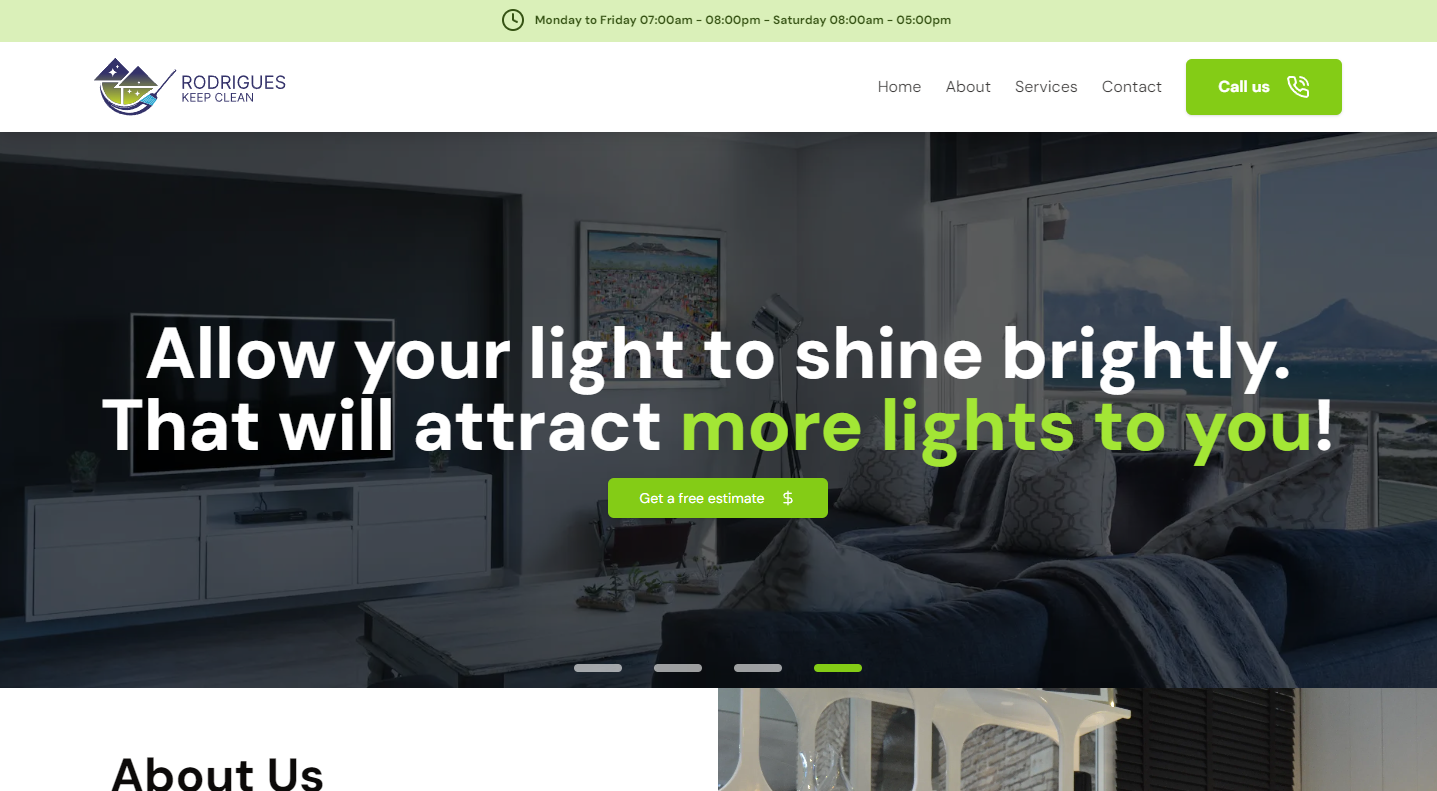 Monday to Friday 07:00am - 08:00pm - Saturday 08:00am - 05:00pm
RODRIGUES
KEEP CLEAN
Home About Services Contact Call us
Allow your light to shine brightly.
That will attract more lights to you!
Get a free estimate $
About Us